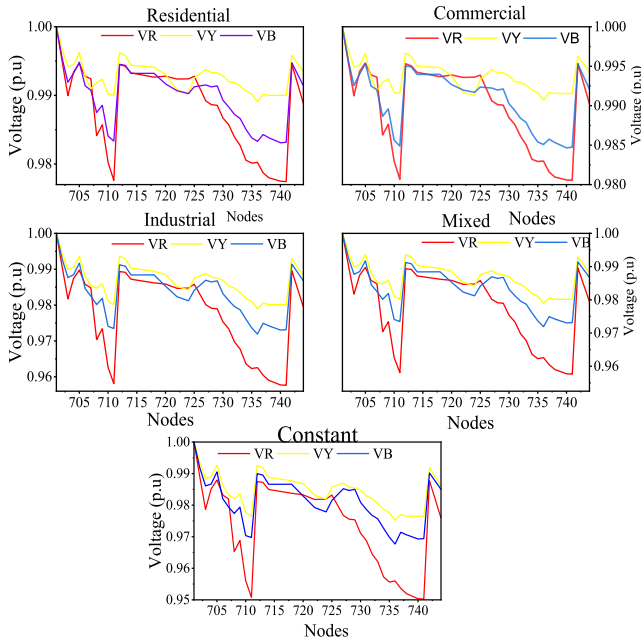 Residential
VR VY VB
Voltage (p.u)
1.00
0.99
0.98
705 710 715 720 725 730 735 740
Nodes
Commercial
VR VY VB
Voltage (p.u)
1.000
0.995
0.990
0.985
0.980
705 710 715 720 725 730 735 740
Nodes
Industrial
VR VY VB
Voltage (p.u)
1.00
0.99
0.98
0.97
0.96
705 710 715 720 725 730 735 740
Nodes
Mixed
VR VY VB
Voltage (p.u)
1.00
0.99
0.98
0.97
0.96
705 710 715 720 725 730 735 740
Nodes
Constant
VR VY VB
Voltage (p.u)
1.00
0.99
0.98
0.97
0.96
0.95
705 710 715 720 725 730 735 740
Nodes